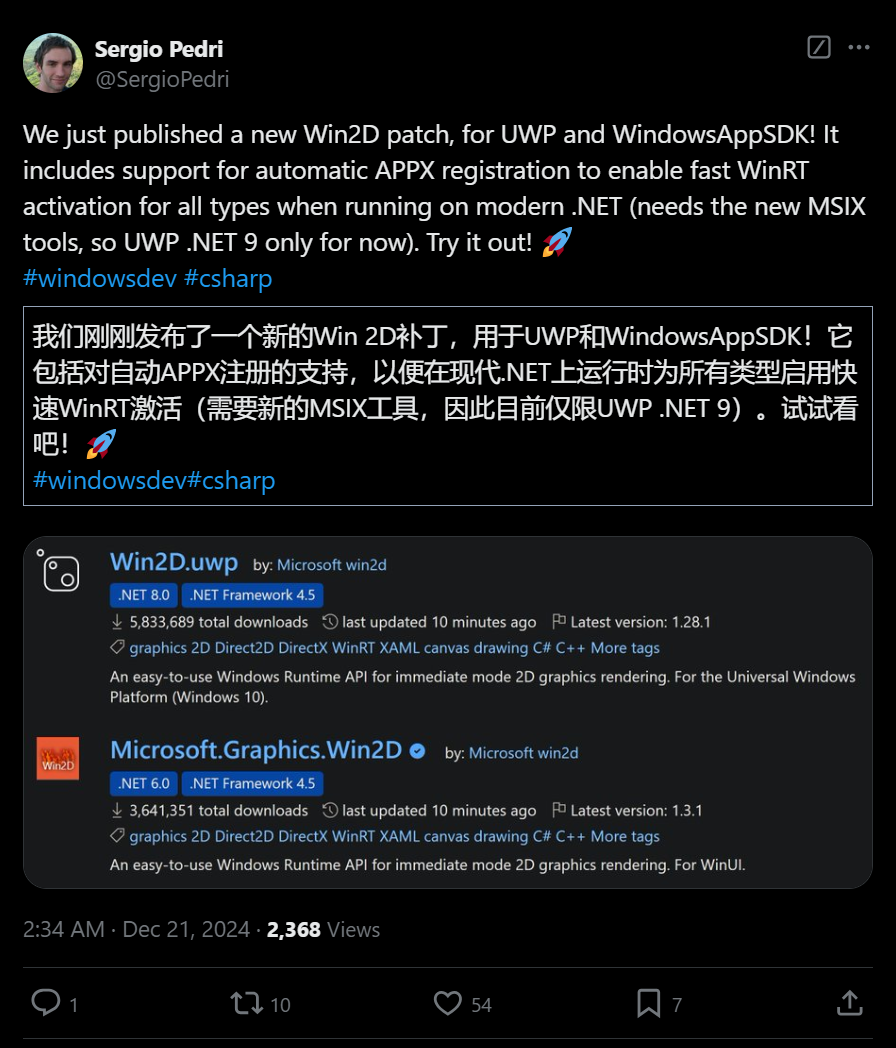 Sergio Pedri
@SergioPedri
We just published a new Win2D patch, for UWP and WindowsAppSDK! It
includes support for automatic APPX registration to enable fast WinRT
activation for all types when running on modern .NET (needs the new MSIX
tools, so UWP .NET 9 only for now). Try it out! 🚀
#windowsdev #csharp
我们刚刚发布了一个新的Win 2D补丁，用于UWP和WindowsAppSDK！它
包括对自动APPX注册的支持，以便在现代.NET上运行时为所有类型启用快
速WinRT激活（需要新的MSIX工具，因此目前仅限UWP .NET 9）。试试看
吧！🚀
#windowsdev#csharp
Win2D.uwp by: Microsoft win2d
.NET 8.0 .NET Framework 4.5
5,833,689 total downloads last updated 10 minutes ago Latest version: 1.28.1
graphics 2D Direct2D DirectX WinRT XAML canvas drawing C# C++ More tags
An easy-to-use Windows Runtime API for immediate mode 2D graphics rendering. For the Universal Windows
Platform (Windows 10).
Win2D
Microsoft.Graphics.Win2D by: Microsoft win2d
.NET 6.0 .NET Framework 4.5
3,641,351 total downloads last updated 10 minutes ago Latest version: 1.3.1
graphics 2D Direct2D DirectX WinRT XAML canvas drawing C# C++ More tags
An easy-to-use Windows Runtime API for immediate mode 2D graphics rendering. For WinUI.
2:34 AM · Dec 21, 2024 · 2,368 Views
1 10 54 7